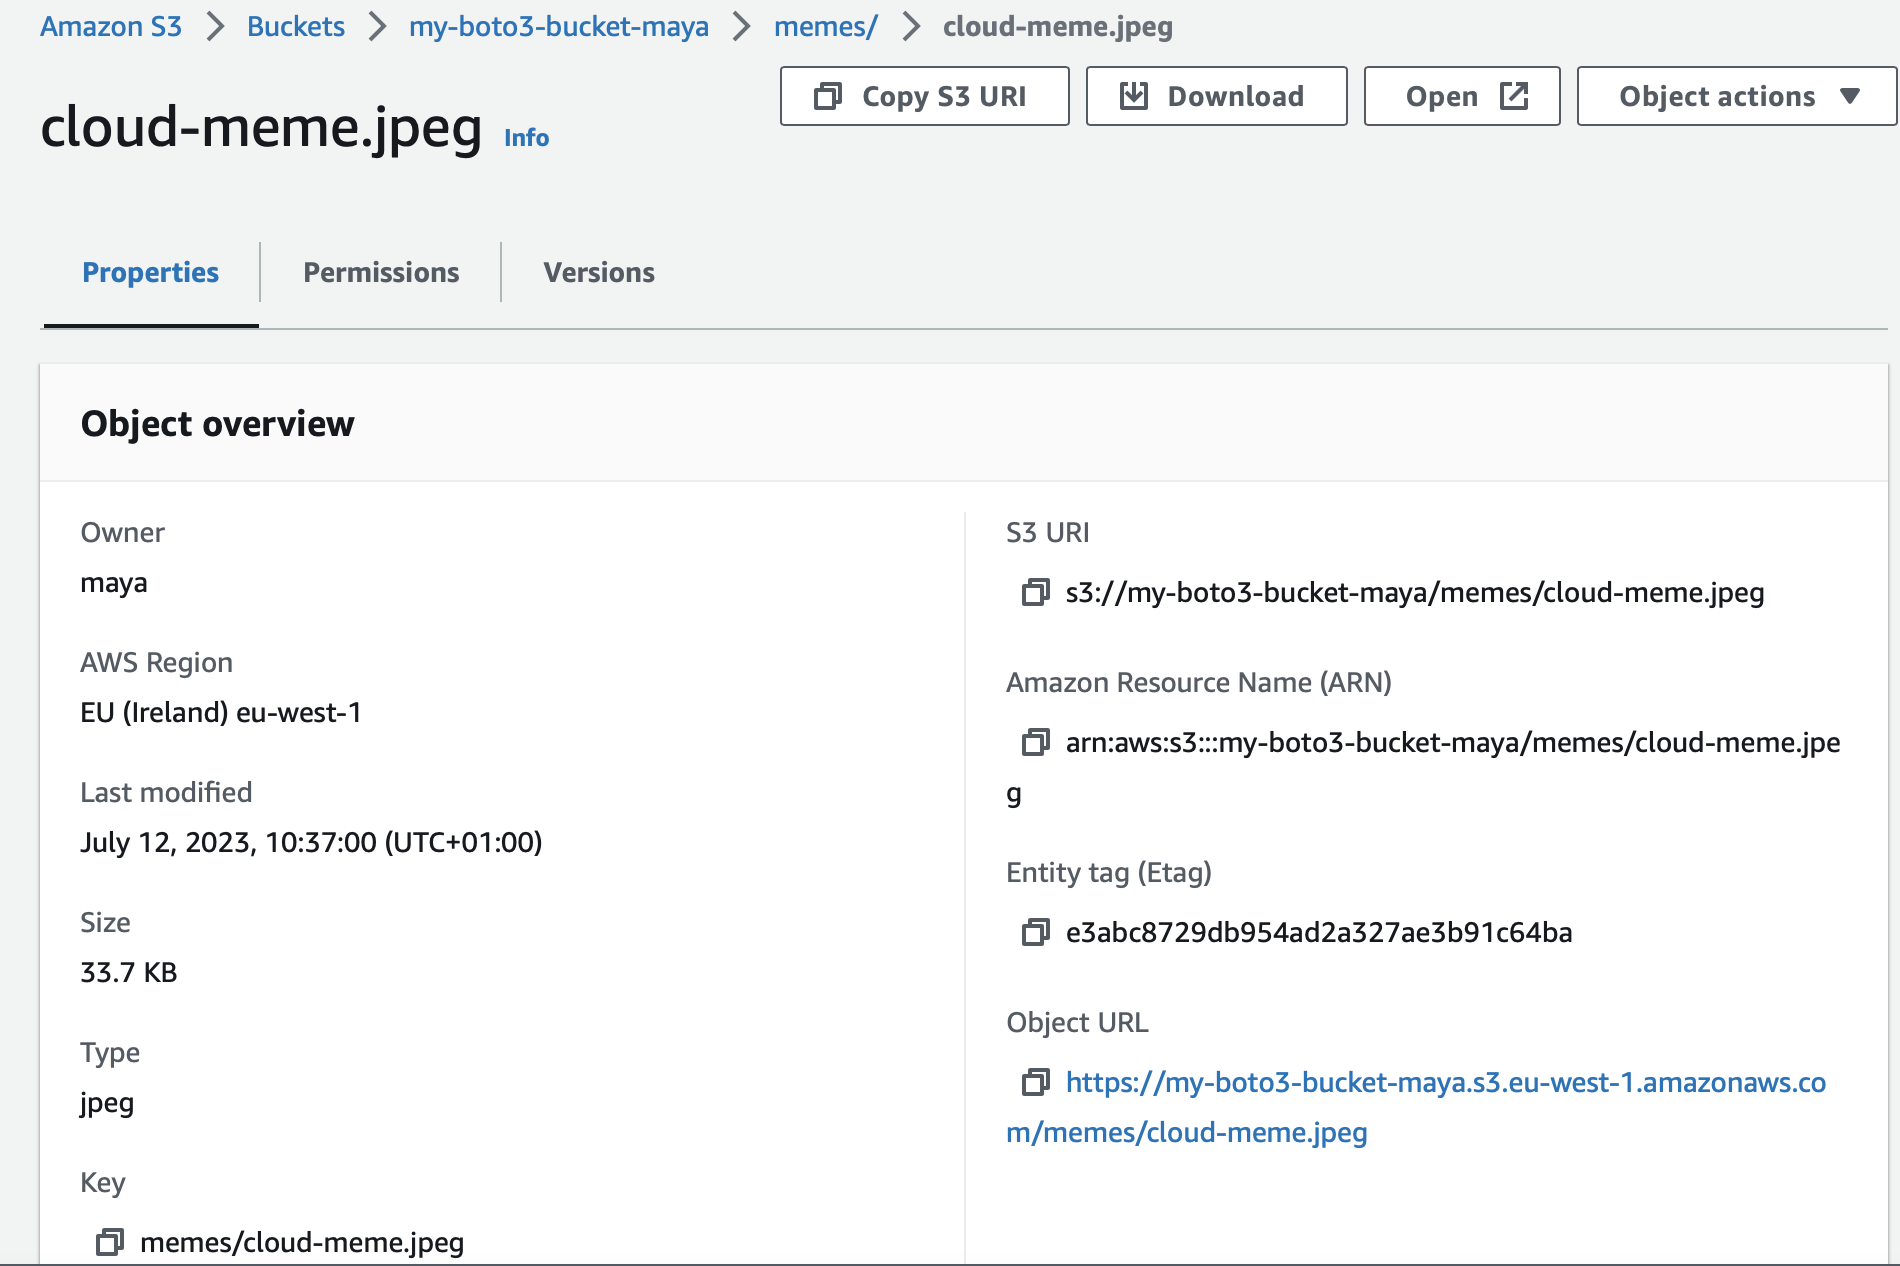 Amazon S3 > Buckets > my-boto3-bucket-maya > memes/ > cloud-meme.jpeg
cloud-meme.jpeg Info
Copy S3 URI Download Open Object actions
Properties Permissions Versions
Object overview
Owner
maya
AWS Region
EU (Ireland) eu-west-1
Last modified
July 12, 2023, 10:37:00 (UTC+01:00)
Size
33.7 KB
Type
jpeg
Key
memes/cloud-meme.jpeg
S3 URI
s3://my-boto3-bucket-maya/memes/cloud-meme.jpeg
Amazon Resource Name (ARN)
arn:aws:s3:::my-boto3-bucket-maya/memes/cloud-meme.jpe
g
Entity tag (Etag)
e3abc8729db954ad2a327ae3b91c64ba
Object URL
https://my-boto3-bucket-maya.s3.eu-west-1.amazonaws.co
m/memes/cloud-meme.jpeg